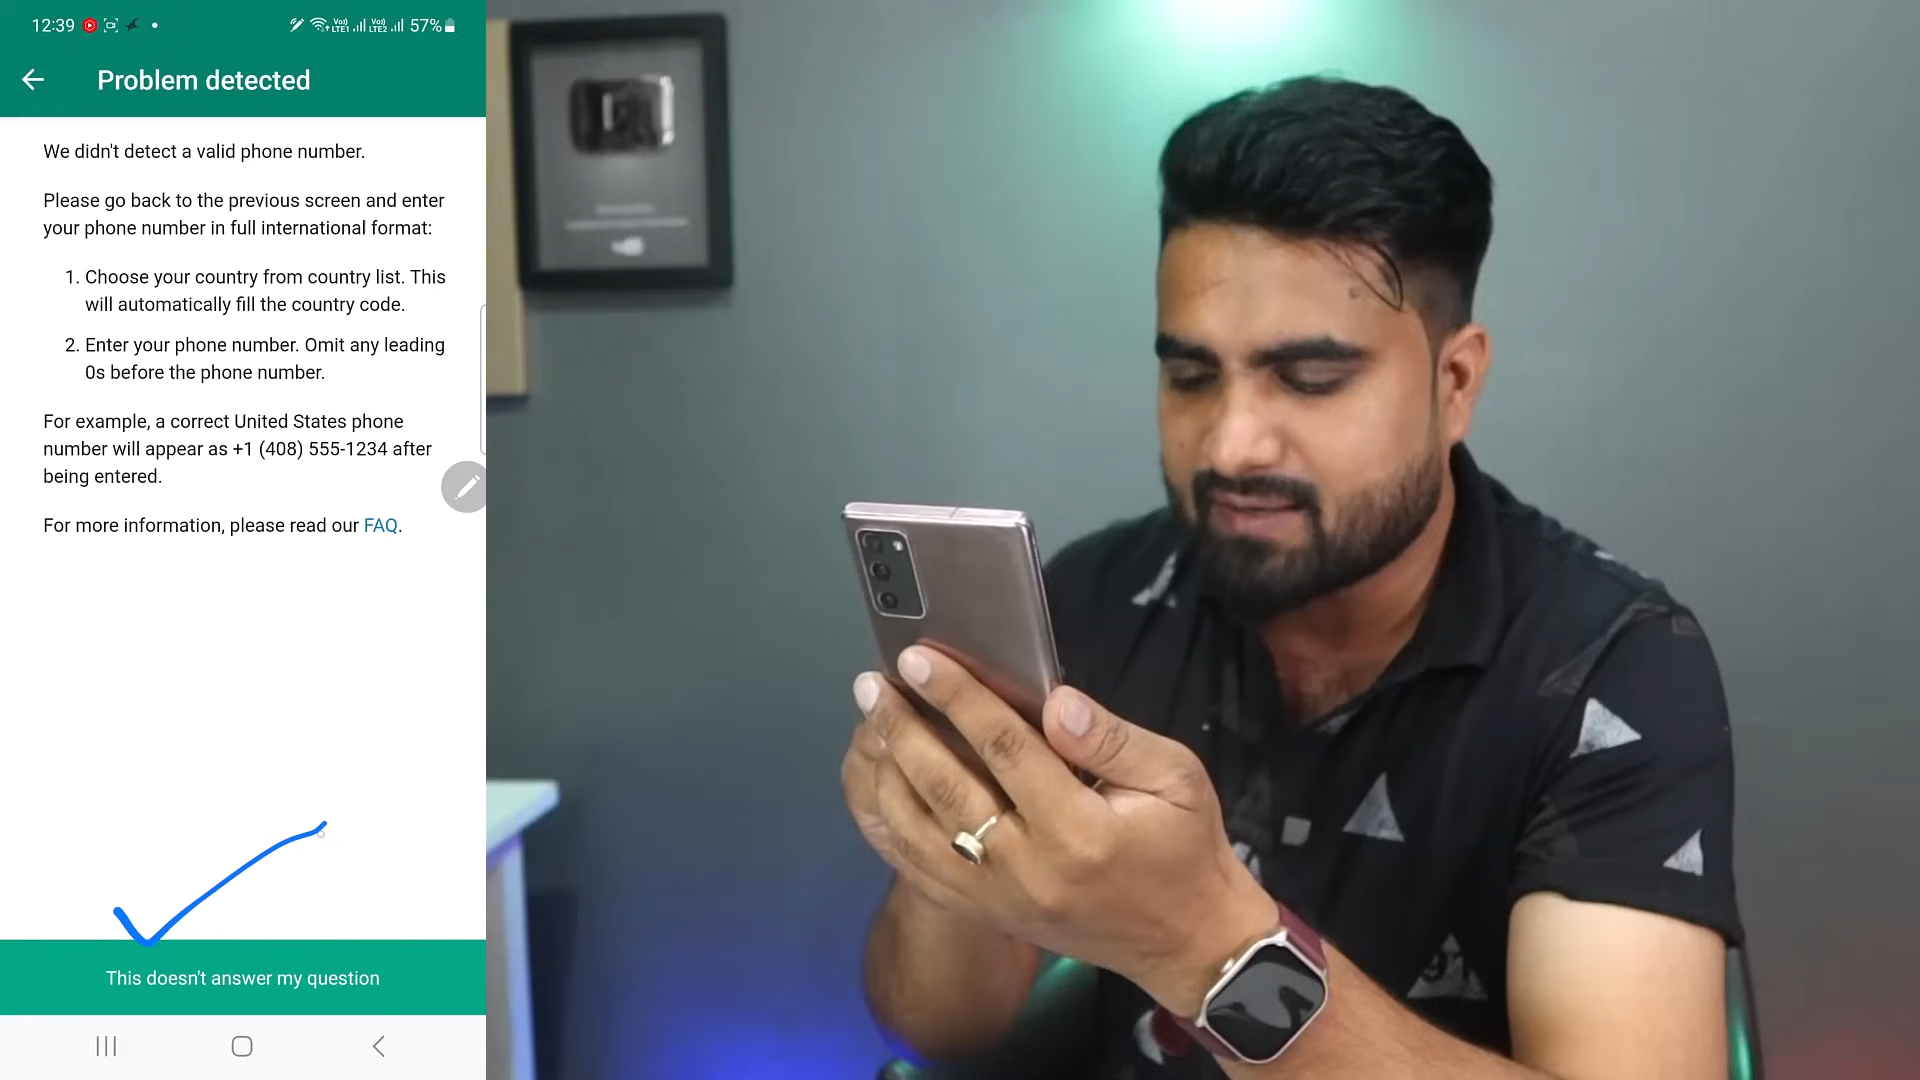 12:39
Vo)) LTE1 Vo)) LTE2 57%
Problem detected
We didn't detect a valid phone number.
Please go back to the previous screen and enter
your phone number in full international format:
1. Choose your country from country list. This
will automatically fill the country code.
2. Enter your phone number. Omit any leading
0s before the phone number.
For example, a correct United States phone
number will appear as +1 (408) 555-1234 after
being entered.
For more information, please read our FAQ.
This doesn't answer my question